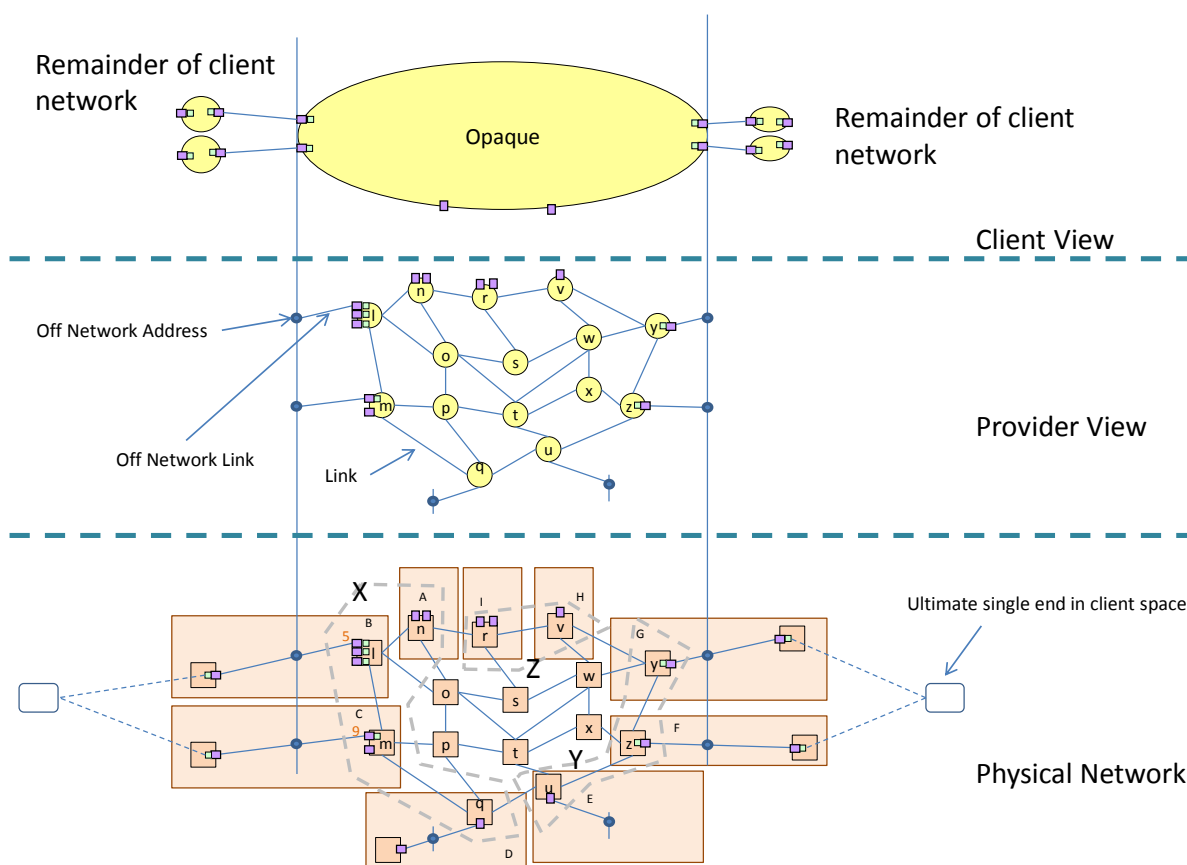 Remainder of client
network
Opaque
Remainder of client
network
Client View
n
r
v
l
y
Off Network Address
w
o
s
x
m
p
t
z
Provider View
u
Off Network Link
Link
q
X
A
I
H
Ultimate single end in client space
B
n
r
v
G
5
l
Z
y
w
o
s
C
x
F
9
m
p
t
z
Y
Physical Network
u
E
q
D